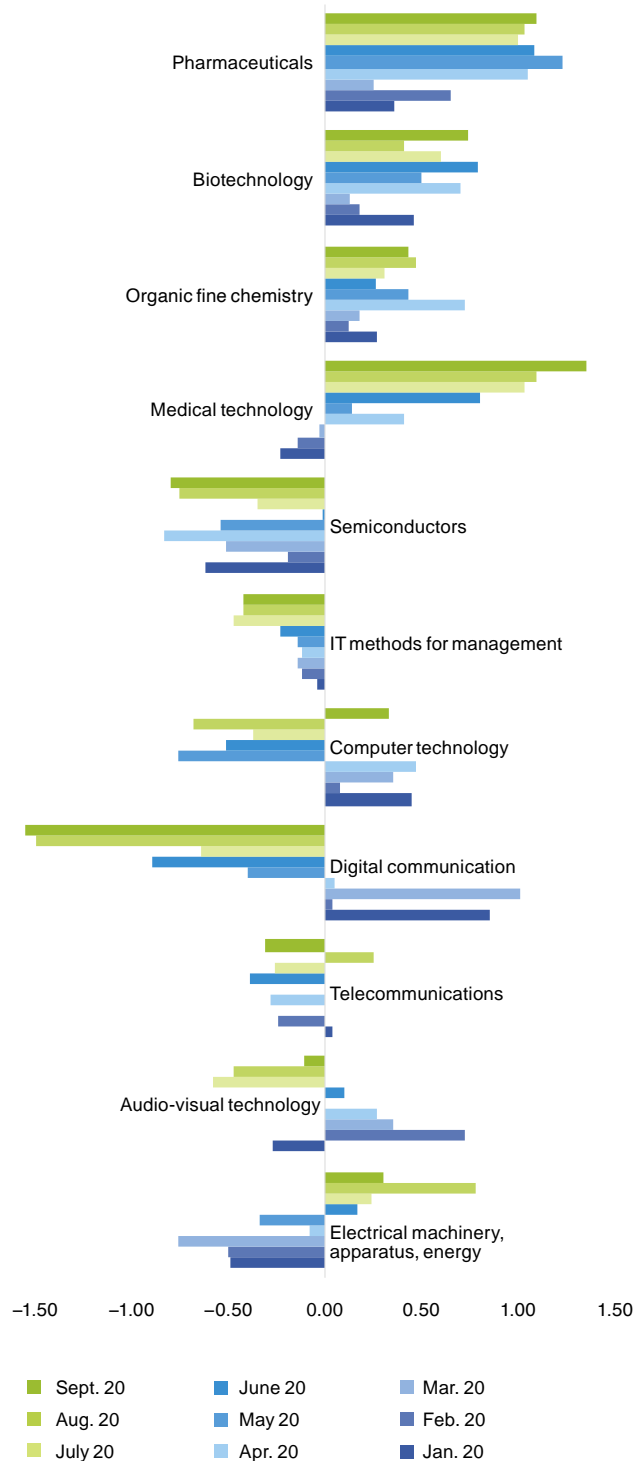 Pharmaceuticals
Biotechnology
Organic fine chemistry
Medical technology
Semiconductors
IT methods for management
Computer technology
Digital communication
Telecommunications
Audio-visual technology
Electrical machinery,
apparatus, energy
−1.50 −1.00 −0.50 0.00 0.50 1.00 1.50
Sept. 20 June 20 Mar. 20
Aug. 20 May 20 Feb. 20
July 20 Apr. 20 Jan. 20